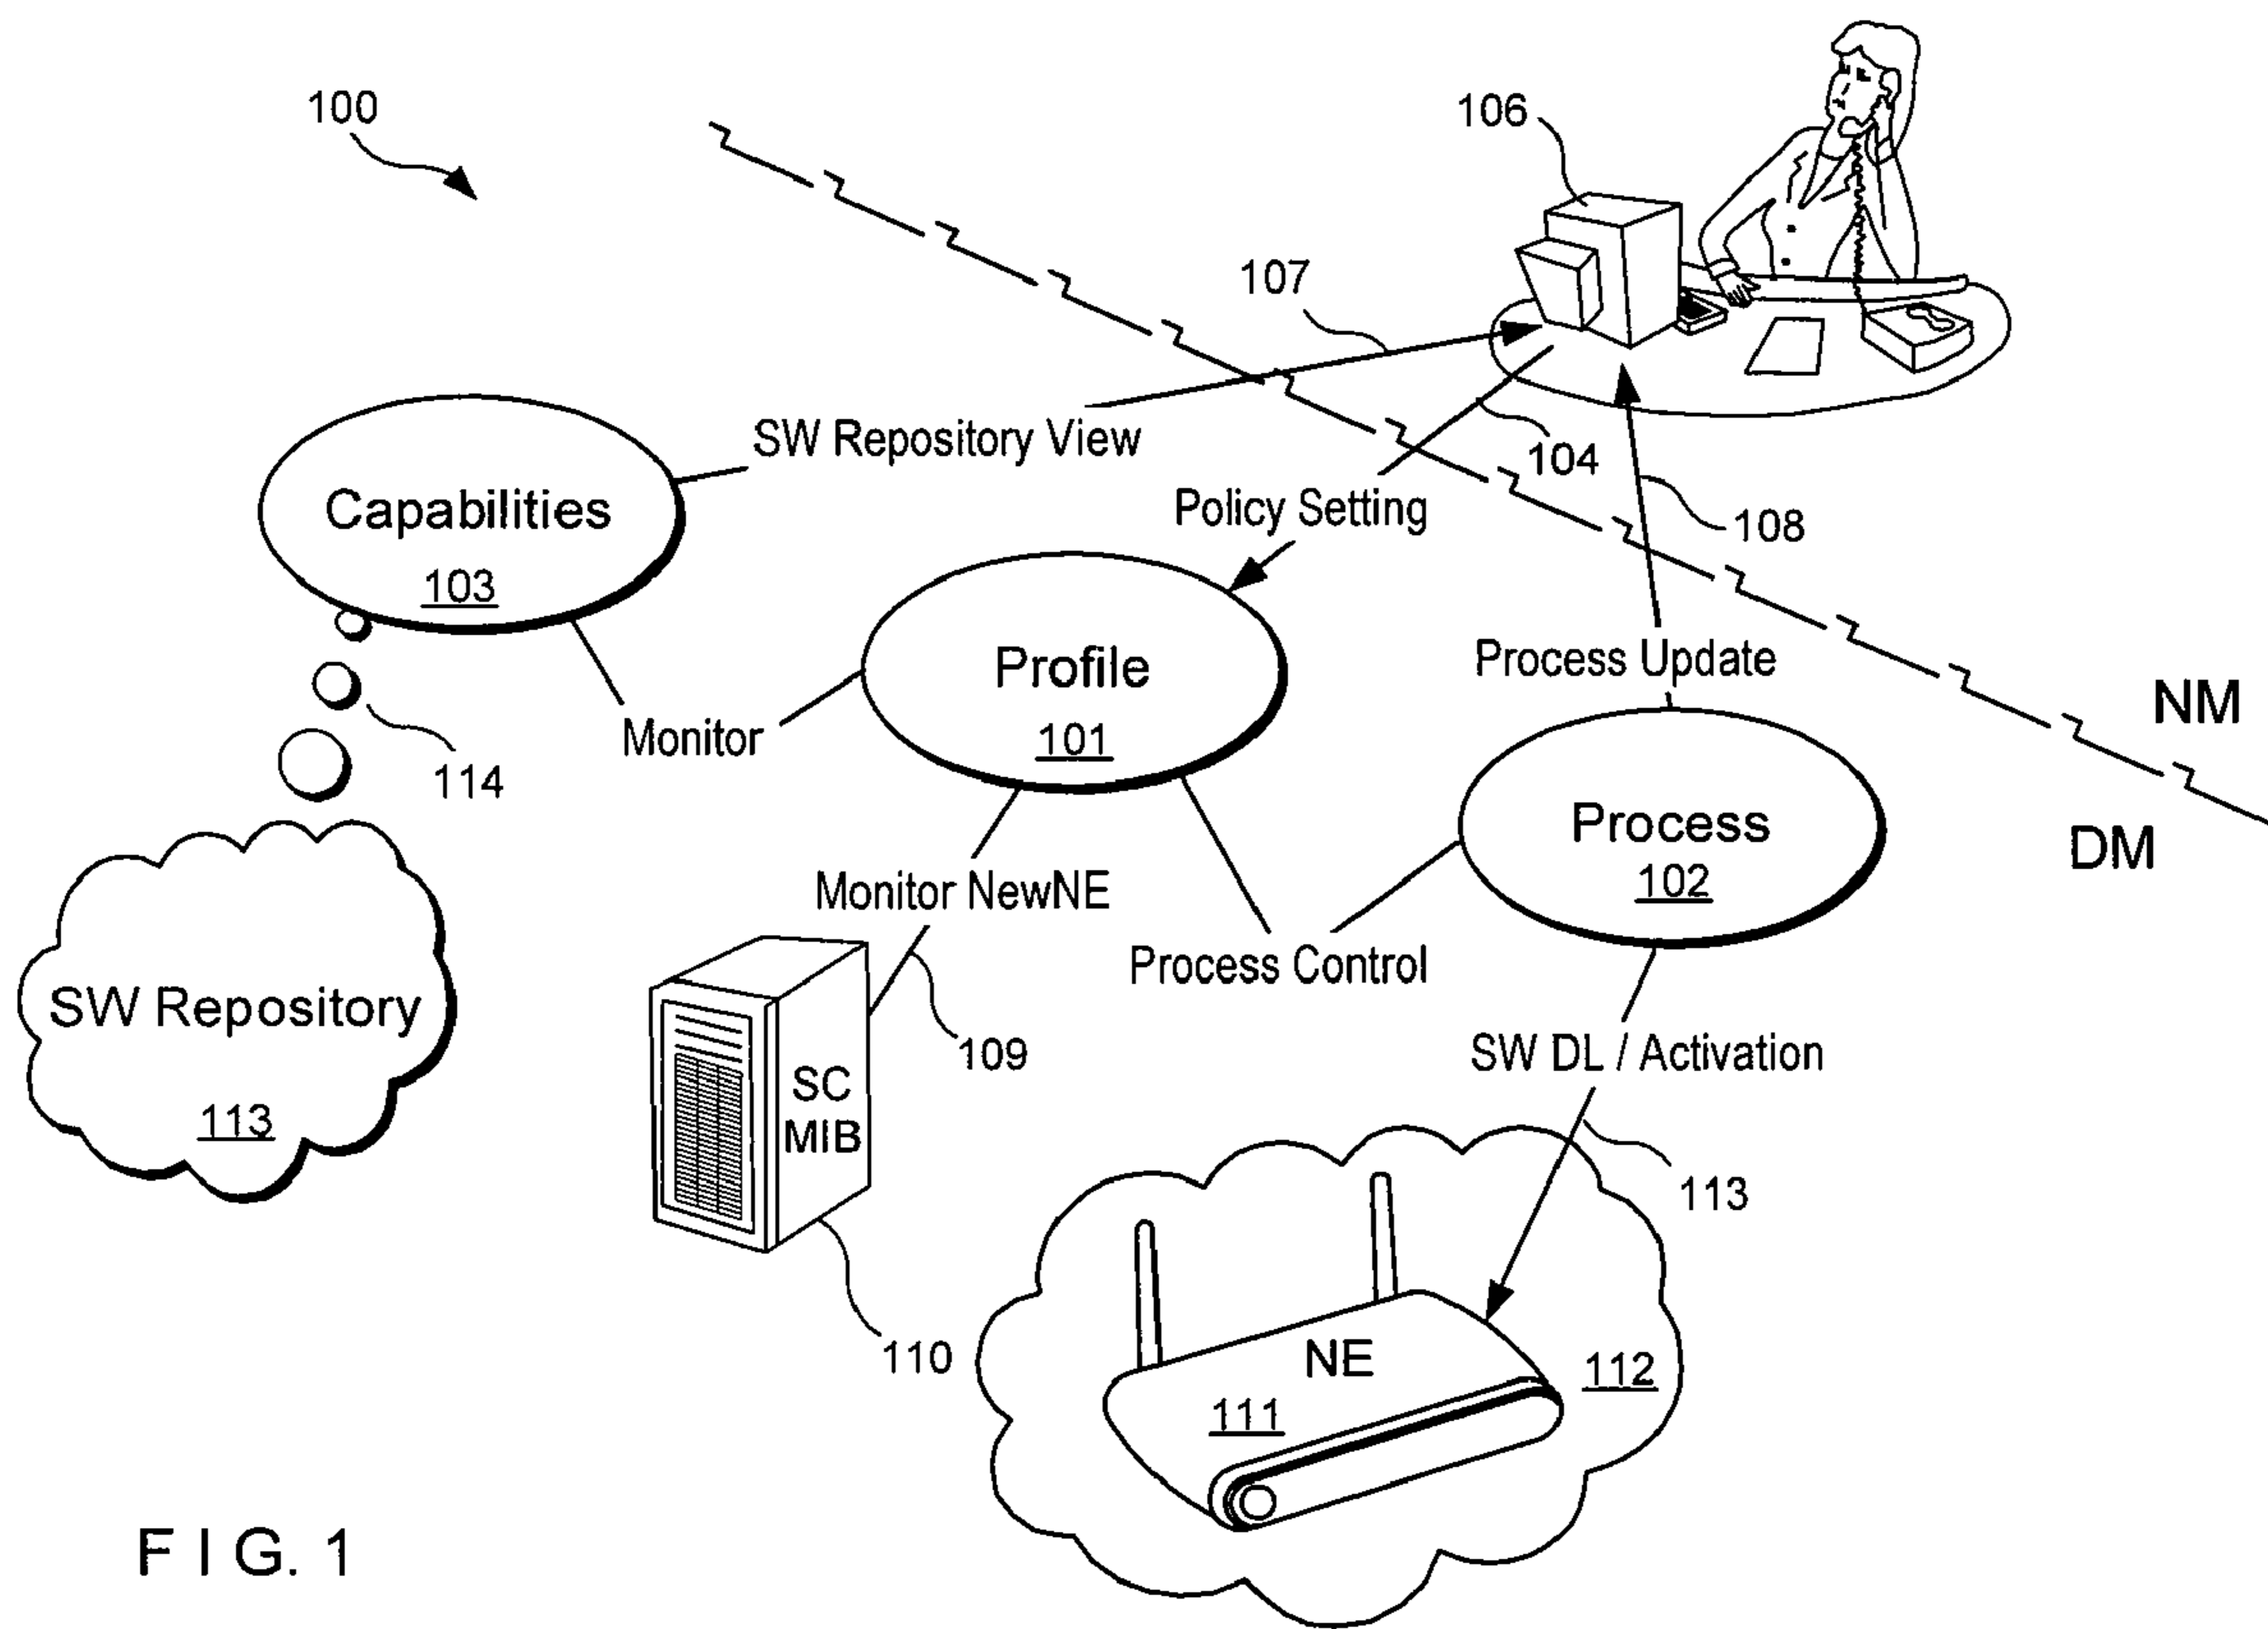 100
106
107
SW Repository View
104
Capabilities
103
Policy Setting
108
Profile
101
Process Update
NM
Monitor
114
Process
102
DM
Monitor NewNE
Process Control
SW Repository
113
109
SC
MIB
SW DL / Activation
113
110
NE
111
112
FIG. 1